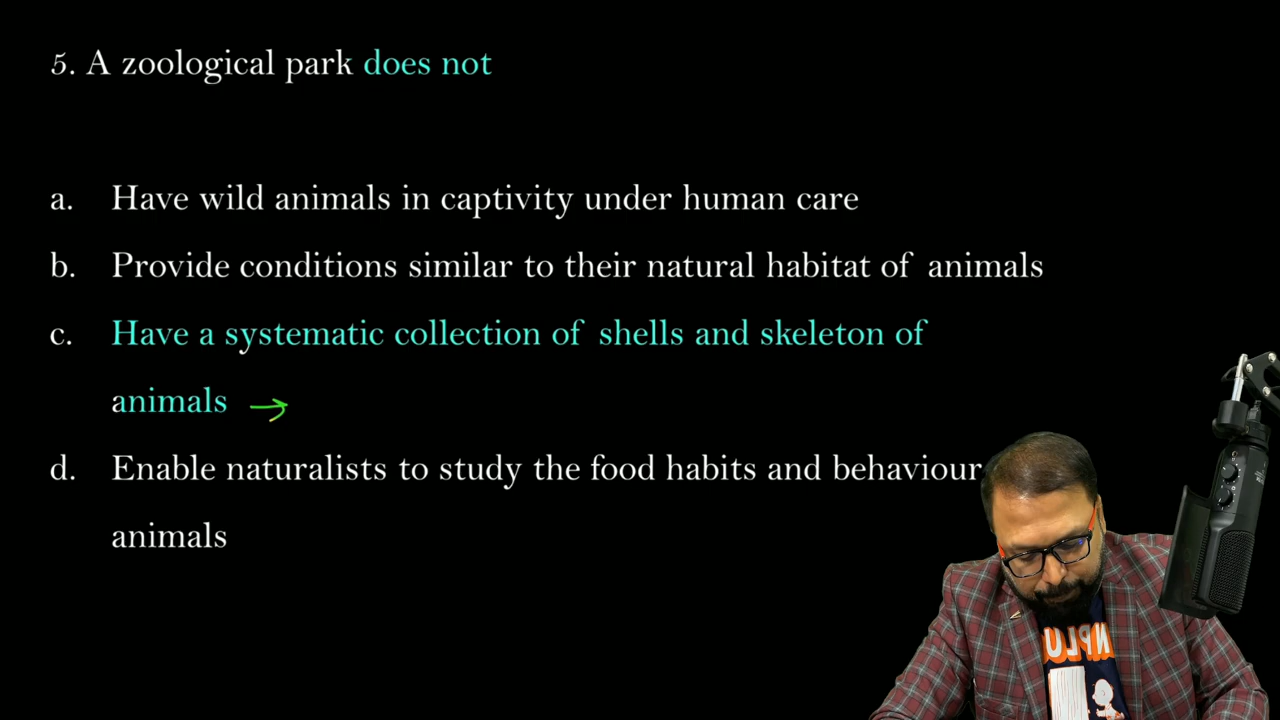 5. A zoological park does not
a. Have wild animals in captivity under human care
b. Provide conditions similar to their natural habitat of animals
c. Have a systematic collection of shells and skeleton of
animals →
d. Enable naturalists to study the food habits and behaviour
animals